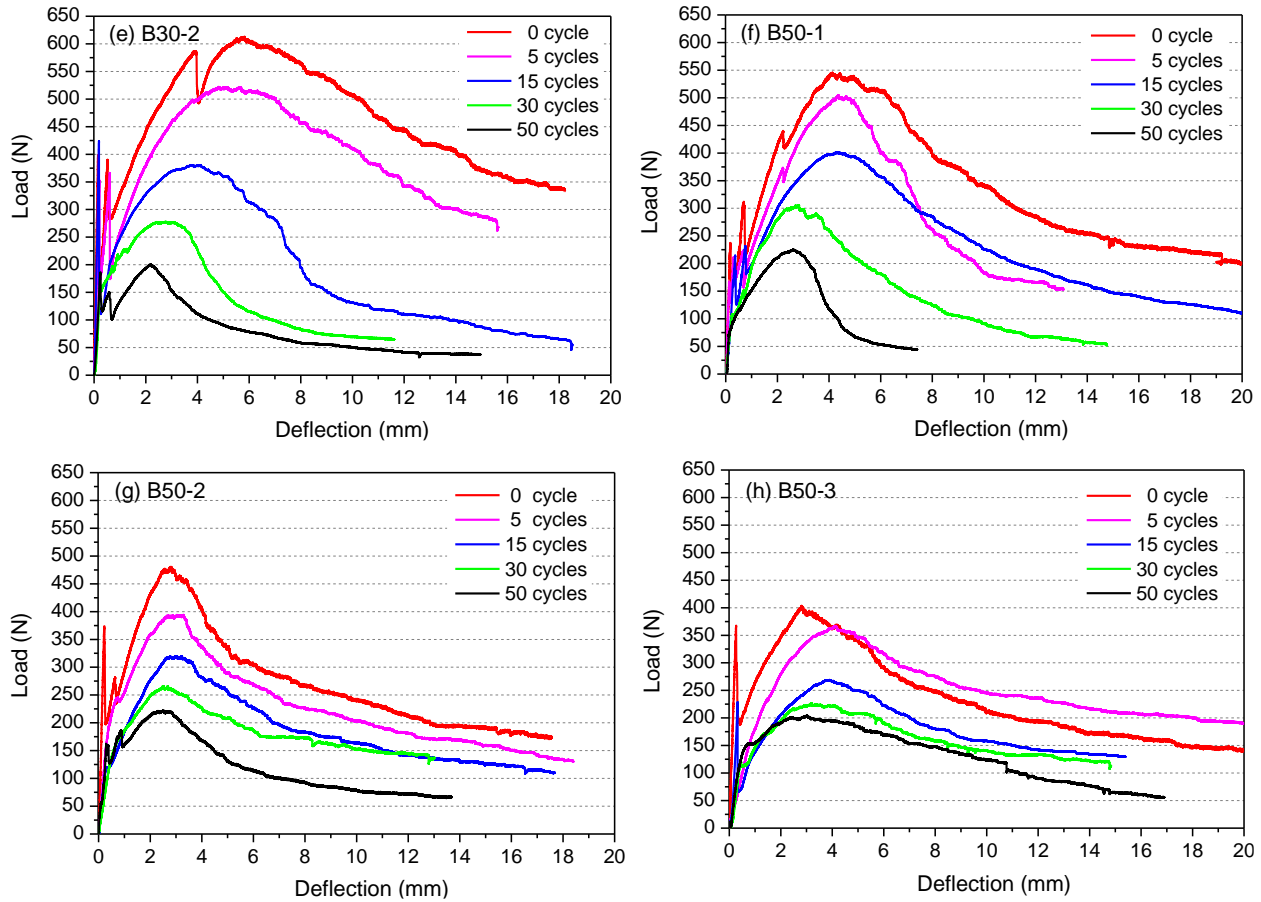 (e) B30-2
0 cycle
5 cycles
15 cycles
30 cycles
50 cycles
650
600
550
500
450
400
350
300
250
200
150
100
50
0
Load (N)
0 2 4 6 8 10 12 14 16 18 20
Deflection (mm)
(f) B50-1
0 cycle
5 cycles
15 cycles
30 cycles
50 cycles
650
600
550
500
450
400
350
300
250
200
150
100
50
0
Load (N)
0 2 4 6 8 10 12 14 16 18 20
Deflection (mm)
(g) B50-2
0 cycle
5 cycles
15 cycles
30 cycles
50 cycles
650
600
550
500
450
400
350
300
250
200
150
100
50
0
Load (N)
0 2 4 6 8 10 12 14 16 18 20
Deflection (mm)
(h) B50-3
0 cycle
5 cycles
15 cycles
30 cycles
50 cycles
650
600
550
500
450
400
350
300
250
200
150
100
50
0
Load (N)
0 2 4 6 8 10 12 14 16 18 20
Deflection (mm)